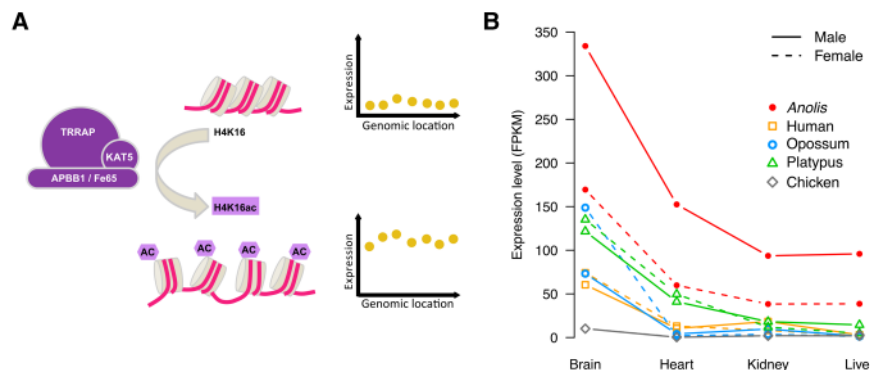 A
TRRAP
KAT5
APBB1 / Fe65
H4K16
H4K16ac
AC
AC
AC
AC
Expression
Genomic location
Expression
Genomic location
B
Expression level (FPKM)
350
300
250
200
150
100
50
0
Brain
Heart
Kidney
Live
Male
Female
Anolis
Human
Opossum
Platypus
Chicken